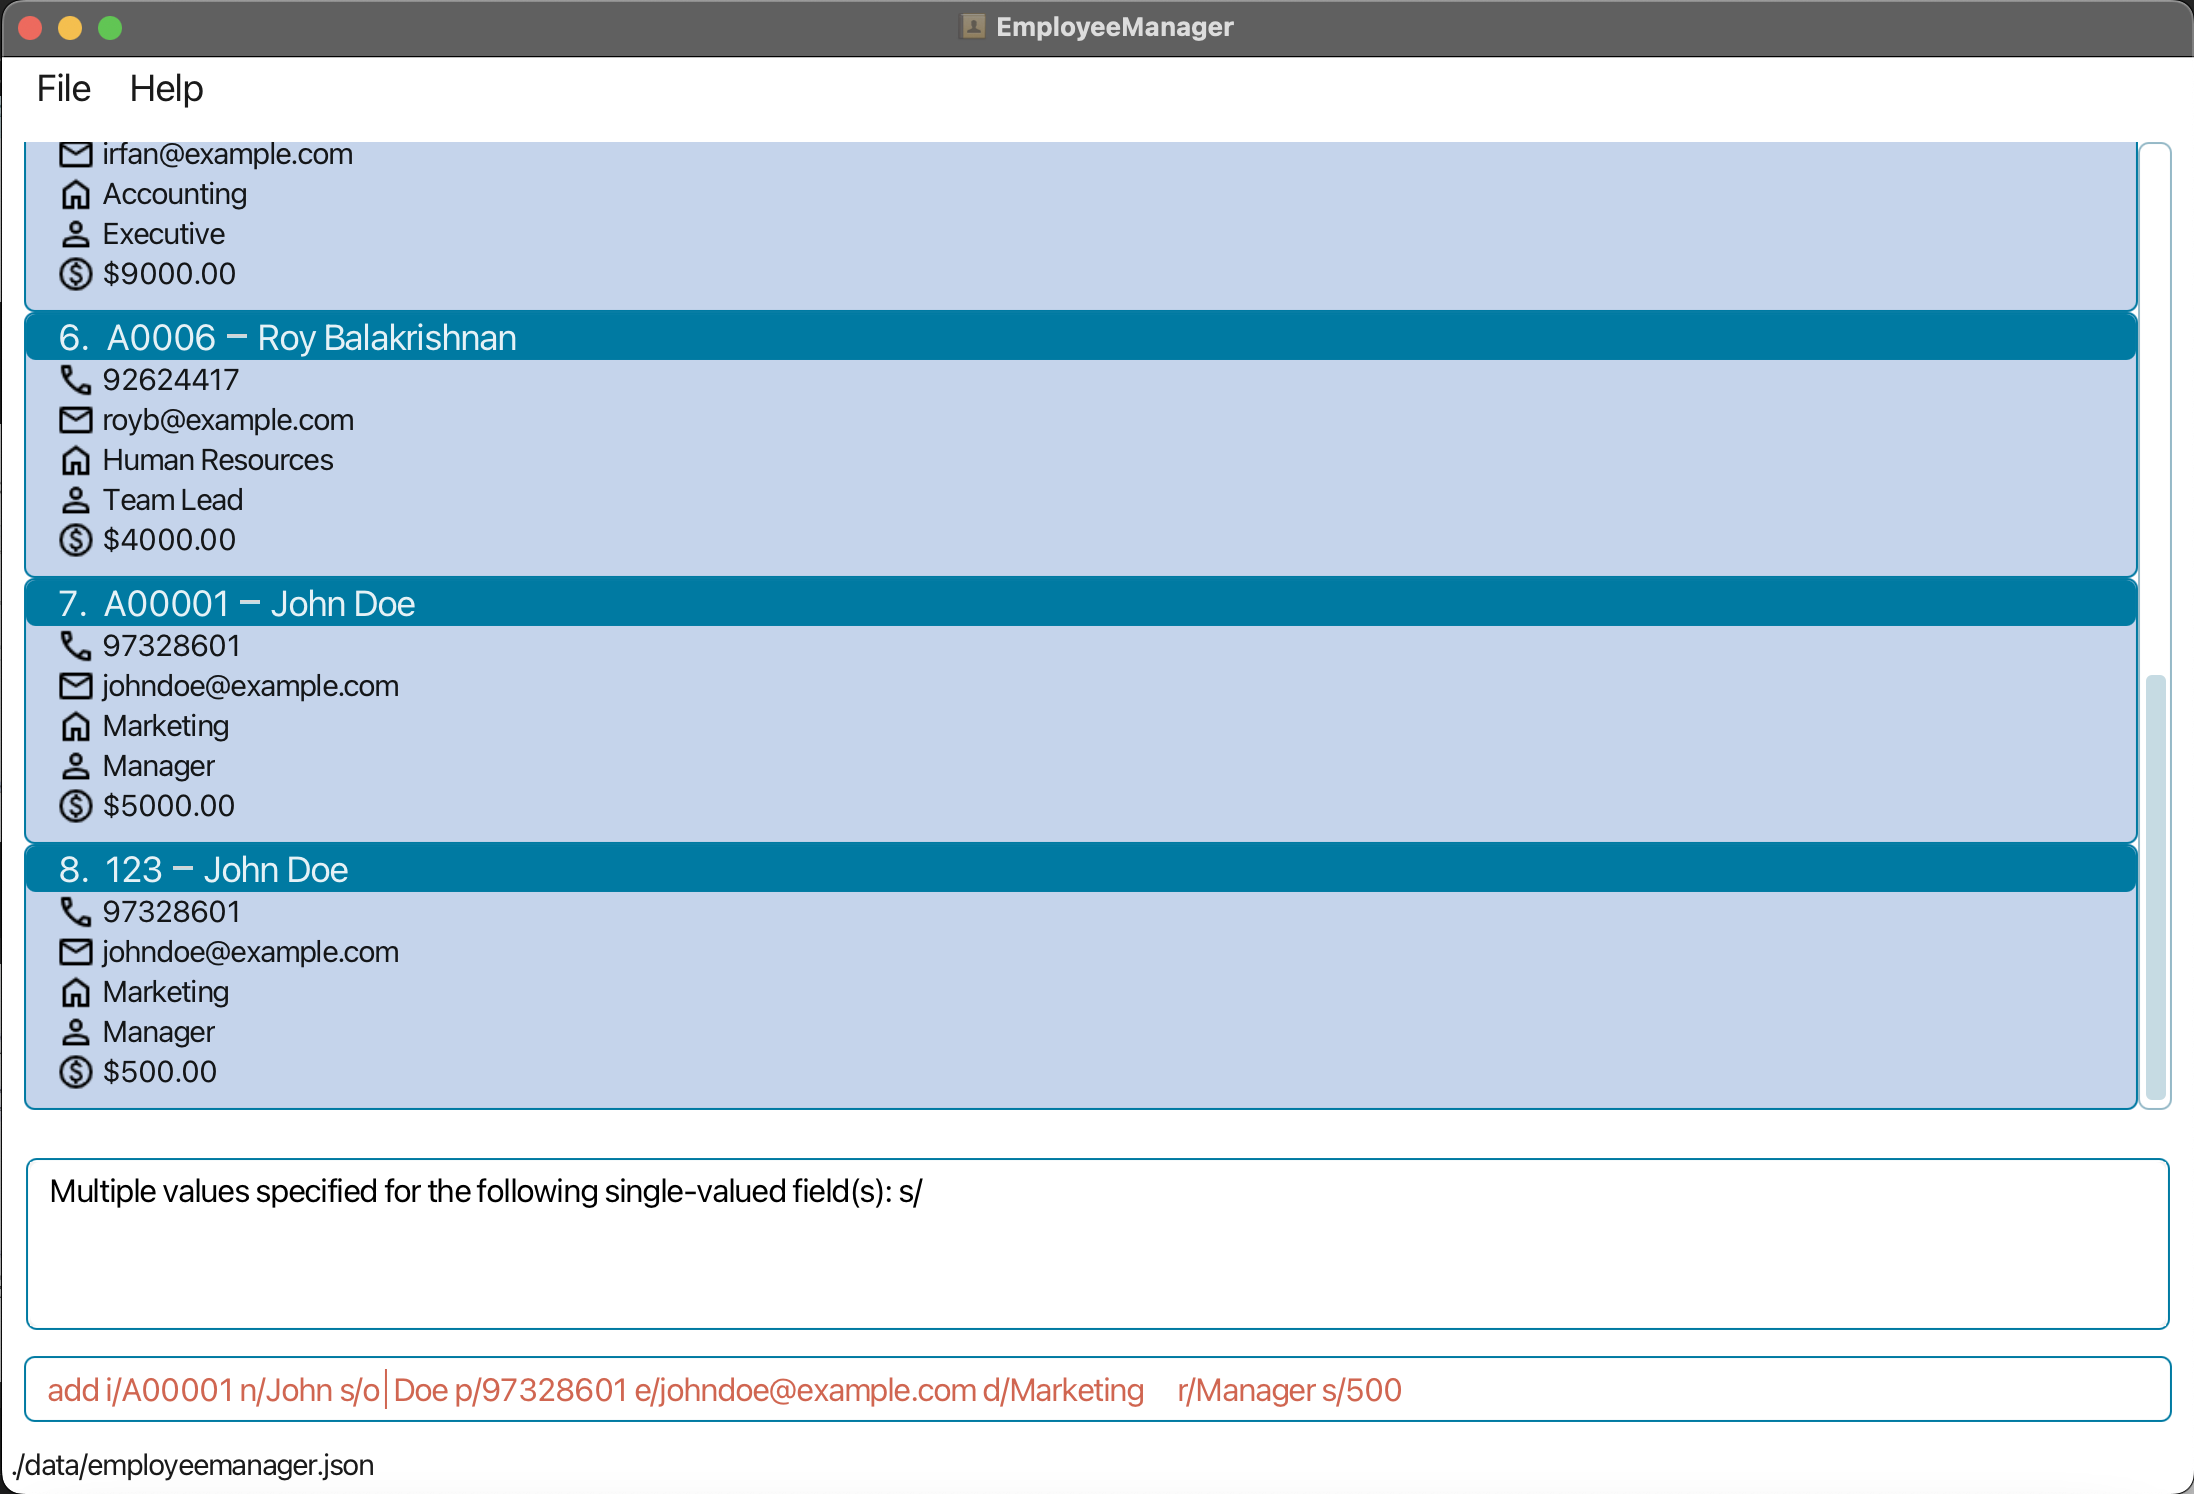 EmployeeManager
File Help
irfan@example.com
Accounting
Executive
$9000.00
6. A0006 – Roy Balakrishnan
92624417
royb@example.com
Human Resources
Team Lead
$4000.00
7. A00001 – John Doe
97328601
johndoe@example.com
Marketing
Manager
$5000.00
8. 123 – John Doe
97328601
johndoe@example.com
Marketing
Manager
$500.00
Multiple values specified for the following single-valued field(s): s/
add i/A00001 n/John s/o Doe p/97328601 e/johndoe@example.com d/Marketing    r/Manager s/500
./data/employeemanager.json